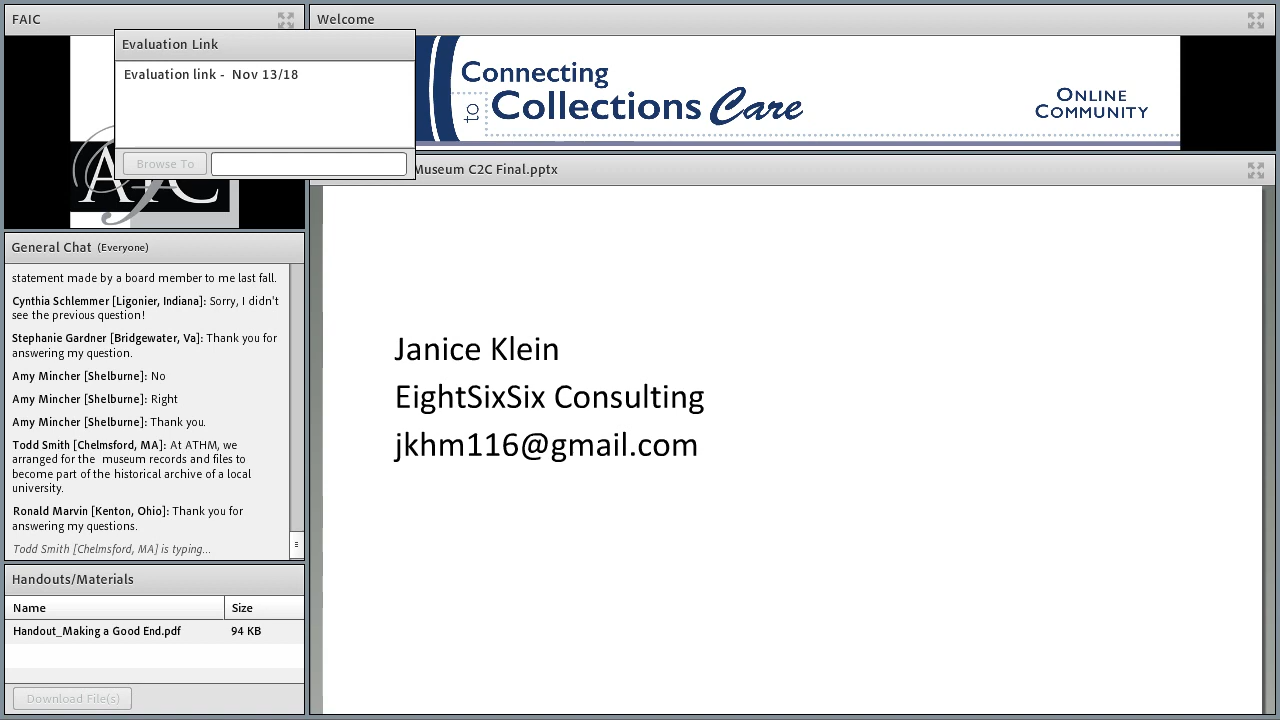 FAIC
Welcome
Evaluation Link
Evaluation link - Nov 13/18
Browse To
Connecting
to Collections Care
ONLINE
COMMUNITY
AIC
Museum C2C Final.pptx
General Chat (Everyone)
statement made by a board member to me last fall.
Cynthia Schlemmer [Ligonier, Indiana]: Sorry, I didn't
see the previous question!
Stephanie Gardner [Bridgewater, Va]: Thank you for
answering my question.
Amy Mincher [Shelburne]: No
Amy Mincher [Shelburne]: Right
Amy Mincher [Shelburne]: Thank you.
Todd Smith [Chelmsford, MA]: At ATHM, we
arranged for the museum records and files to
become part of the historical archive of a local
university.
Ronald Marvin [Kenton, Ohio]: Thank you for
answering my questions.
Todd Smith [Chelmsford, MA] is typing...
Handouts/Materials
Name Size
Handout_Making a Good End.pdf 94 KB
Download File(s)
Janice Klein
EightSixSix Consulting
jkhm116@gmail.com